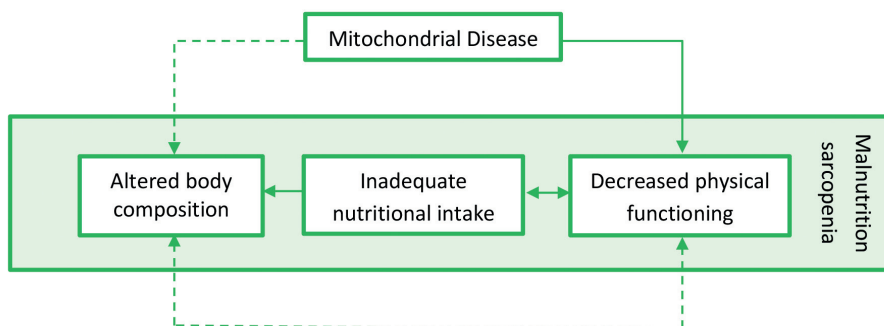 Mitochondrial Disease
Altered body
composition
Inadequate
nutritional intake
Decreased physical
functioning
Malnutrition
sarcopenia